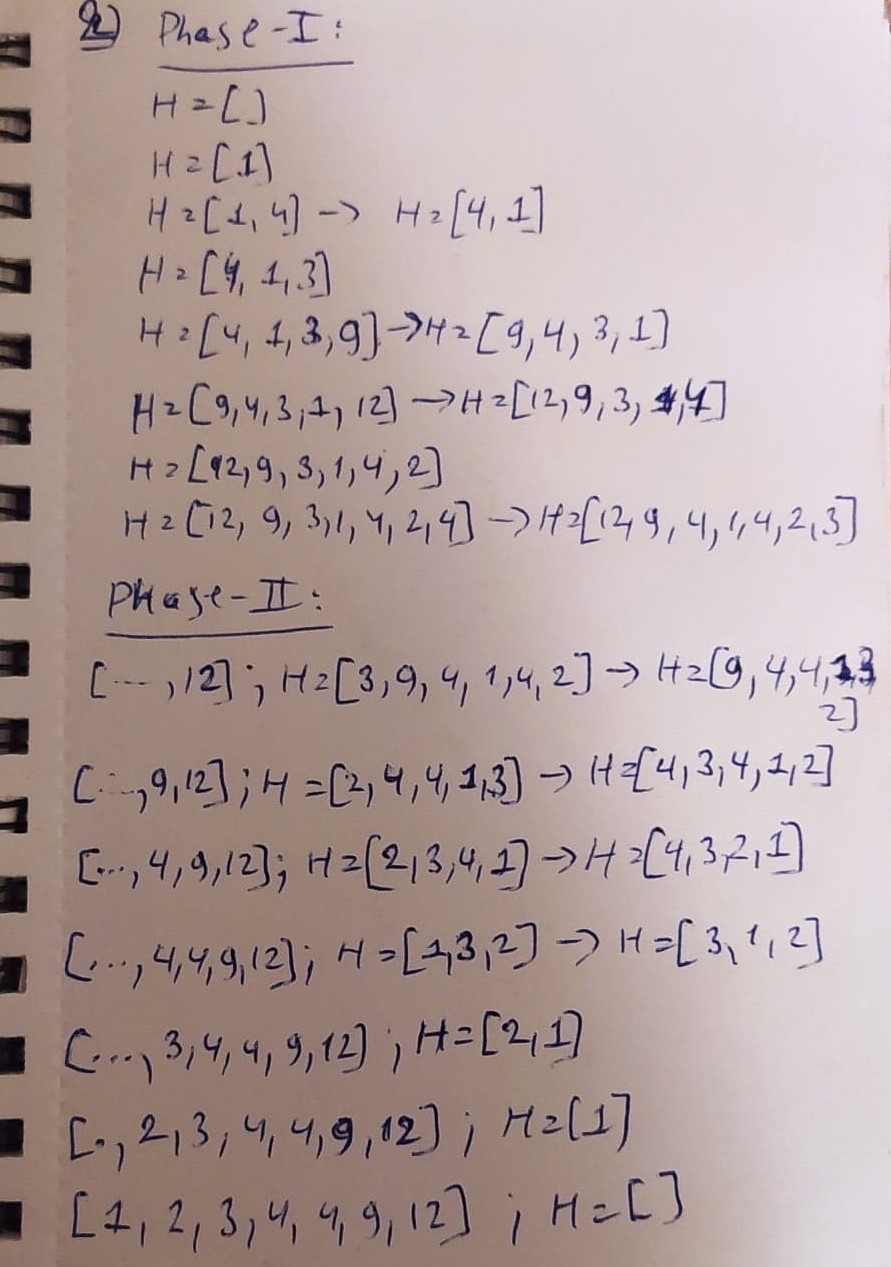 2) Phase-I:
H = []
H = [1]
H = [1, 4] -> H = [4, 1]
H = [4, 1, 3]
H = [4, 1, 3, 9] -> H = [9, 4, 3, 1]
H = [9, 4, 3, 1, 12] -> H = [12, 9, 3, 1, 4]
H = [12, 9, 3, 1, 4, 2]
H = [12, 9, 3, 1, 4, 2, 4] -> H = [12, 9, 4, 1, 4, 2, 3]
Phase-II:
[---, 12]; H = [3, 9, 4, 1, 4, 2] -> H = [9, 4, 4, 1, 3
2]
[..., 9, 12]; H = [2, 4, 4, 1, 3] -> H = [4, 3, 4, 1, 2]
[..., 4, 9, 12]; H = [2, 3, 4, 1] -> H = [4, 3, 2, 1]
[..., 4, 4, 9, 12]; H = [1, 3, 2] -> H = [3, 1, 2]
[..., 3, 4, 4, 9, 12]; H = [2, 1]
[., 2, 3, 4, 4, 9, 12]; H = [1]
[1, 2, 3, 4, 4, 9, 12]; H = []